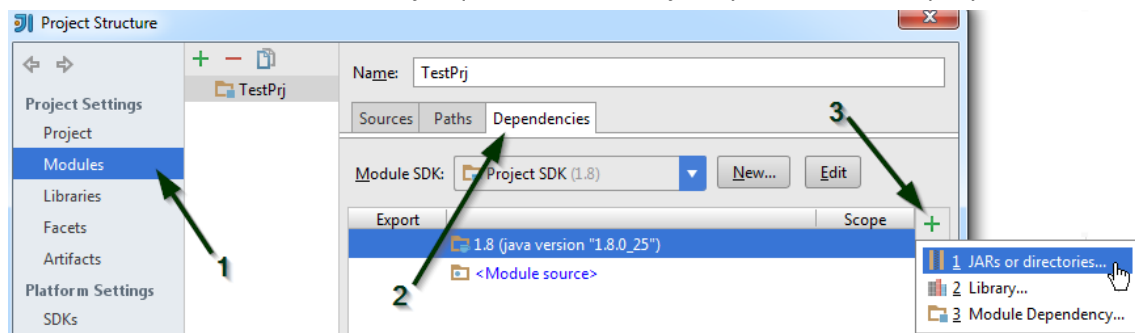 Project Structure
TestPrj
Project Settings
Project
Modules
Libraries
Facets
Artifacts
Platform Settings
SDKs
Name: TestPrj
Sources Paths Dependencies
Module SDK: Project SDK (1.8) New... Edit
Export Scope
1.8 (java version "1.8.0_25")
<Module source>
1 JARs or directories...
2 Library...
3 Module Dependency...
1
2
3